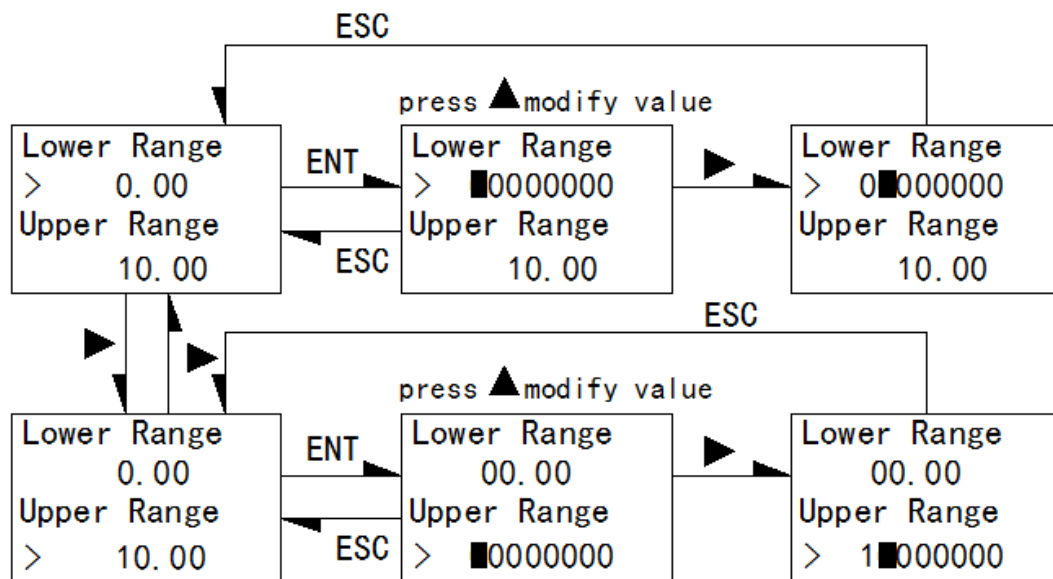 ESC
press ▲ modify value
Lower Range
> 0.00
Upper Range
10.00
ENT
ESC
Lower Range
> █0000000
Upper Range
10.00
▶
Lower Range
> 0█000000
Upper Range
10.00
▶
▶
ESC
press ▲ modify value
Lower Range
0.00
Upper Range
> 10.00
ENT
ESC
Lower Range
00.00
Upper Range
> █0000000
▶
Lower Range
00.00
Upper Range
> 1█000000